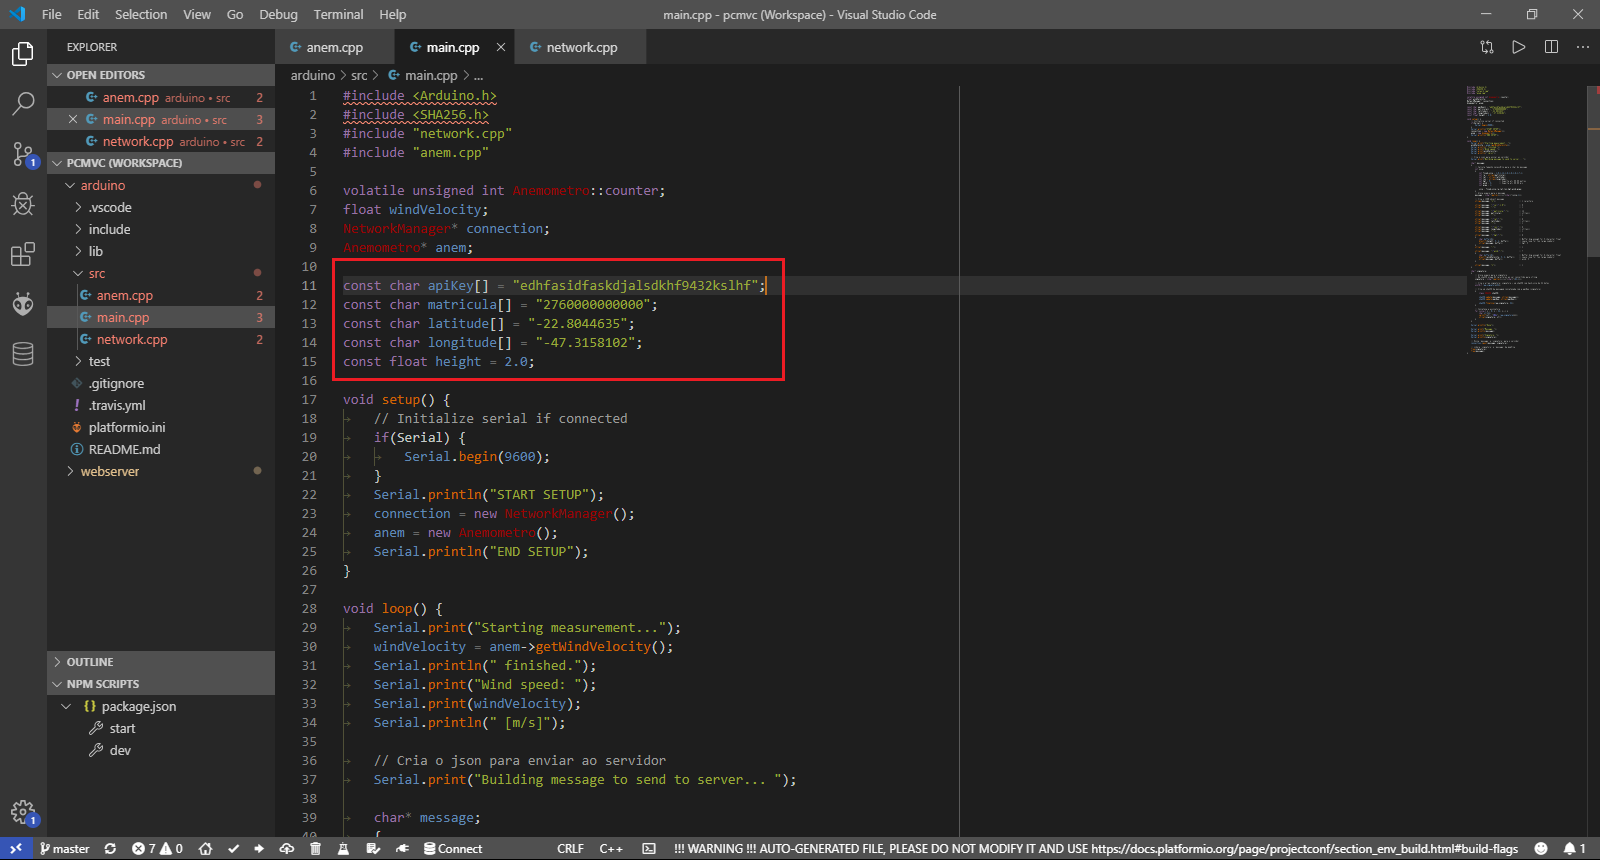 File Edit Selection View Go Debug Terminal Help
main.cpp - pcmvc (Workspace) - Visual Studio Code
EXPLORER
OPEN EDITORS
anem.cpp arduino • src 2
main.cpp arduino • src 3
network.cpp arduino • src 2
PCMVC (WORKSPACE)
arduino
.vscode
include
lib
src
anem.cpp 2
main.cpp 3
network.cpp 2
test
.gitignore
.travis.yml
platformio.ini
README.md
webserver
OUTLINE
NPM SCRIPTS
package.json
start
dev
1
1
anem.cpp main.cpp network.cpp
arduino > src > main.cpp > ...
1 #include <Arduino.h>
2 #include <SHA256.h>
3 #include "network.cpp"
4 #include "anem.cpp"
5
6 volatile unsigned int Anemometro::counter;
7 float windVelocity;
8 NetworkManager* connection;
9 Anemometro* anem;
10
11 const char apiKey[] = "edhfasidfaskdjalsdkhf9432kslhf";
12 const char matricula[] = "2760000000000";
13 const char latitude[] = "-22.8044635";
14 const char longitude[] = "-47.3158102";
15 const float height = 2.0;
16
17 void setup() {
18 // Initialize serial if connected
19 if(Serial) {
20 Serial.begin(9600);
21 }
22 Serial.println("START SETUP");
23 connection = new NetworkManager();
24 anem = new Anemometro();
25 Serial.println("END SETUP");
26 }
27
28 void loop() {
29 Serial.print("Starting measurement...");
30 windVelocity = anem->getWindVelocity();
31 Serial.println(" finished.");
32 Serial.print("Wind speed: ");
33 Serial.print(windVelocity);
34 Serial.println(" [m/s]");
35
36 // Cria o json para enviar ao servidor
37 Serial.print("Building message to send to server... ");
38
39 char* message;
40 {
master 7 0 Connect CRLF C++ !!! WARNING !!! AUTO-GENERATED FILE, PLEASE DO NOT MODIFY IT AND USE https://docs.platformio.org/page/projectconf/section_env_build.html#build-flags 1